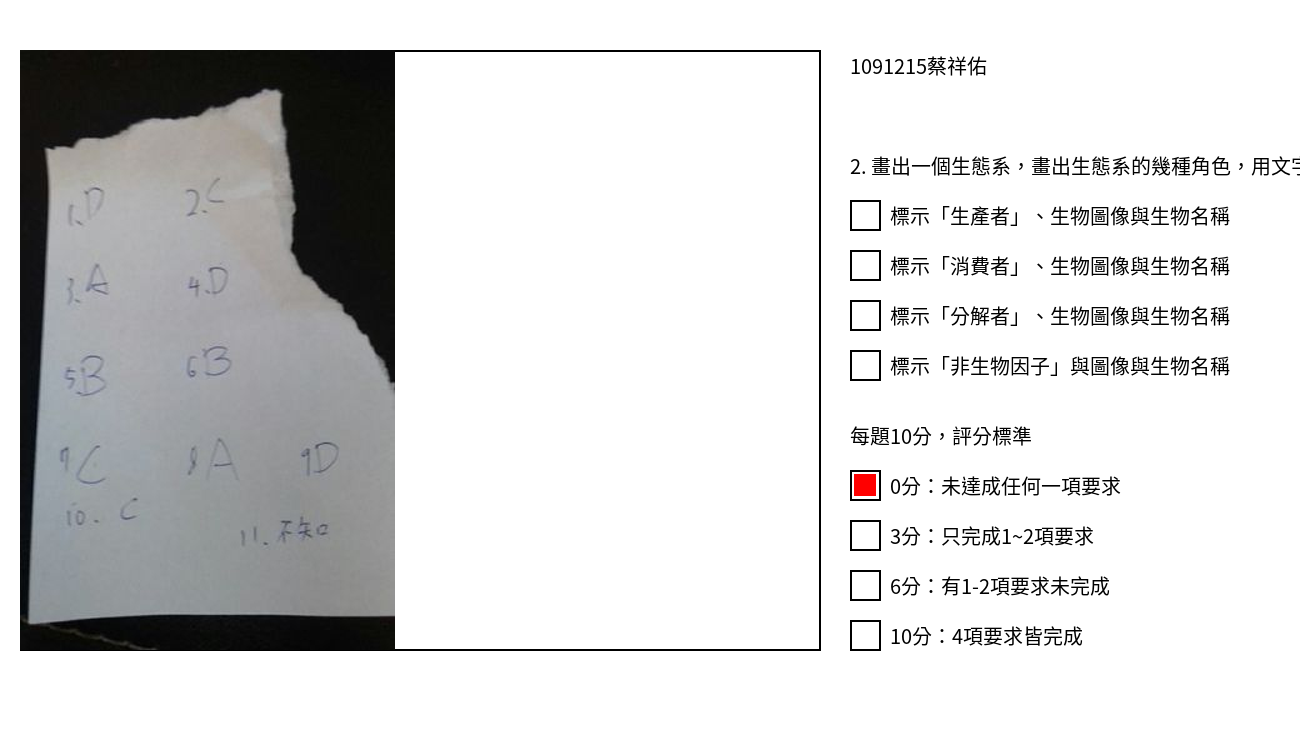 1.D 2.C
3.A 4.D
5B 6B
7C 8A 9D
10. C
11. 不知
1091215蔡祥佑
2. 畫出一個生態系，畫出生態系的幾種角色，用文字
標示「生產者」、生物圖像與生物名稱
標示「消費者」、生物圖像與生物名稱
標示「分解者」、生物圖像與生物名稱
標示「非生物因子」與圖像與生物名稱
每題10分，評分標準
0分：未達成任何一項要求
3分：只完成1~2項要求
6分：有1-2項要求未完成
10分：4項要求皆完成